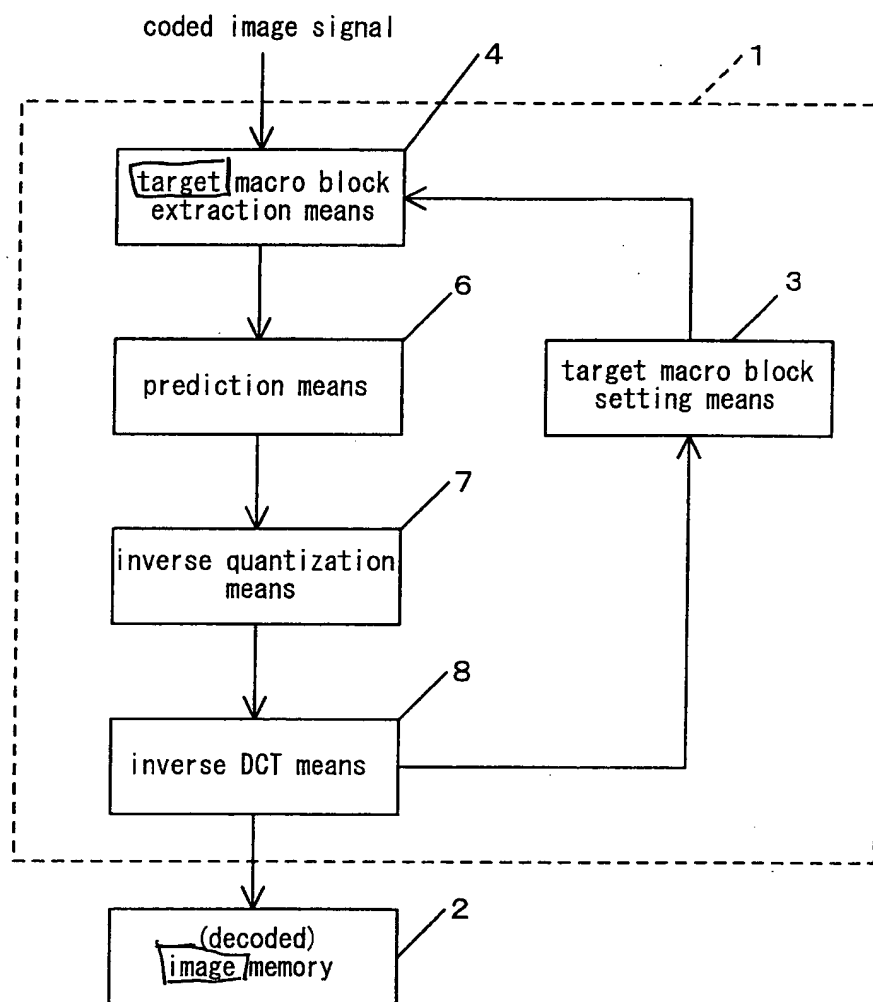 coded image signal
4
1
target macro block
extraction means
6
3
prediction means
target macro block
setting means
7
inverse quantization
means
8
inverse DCT means
2
(decoded)
image memory